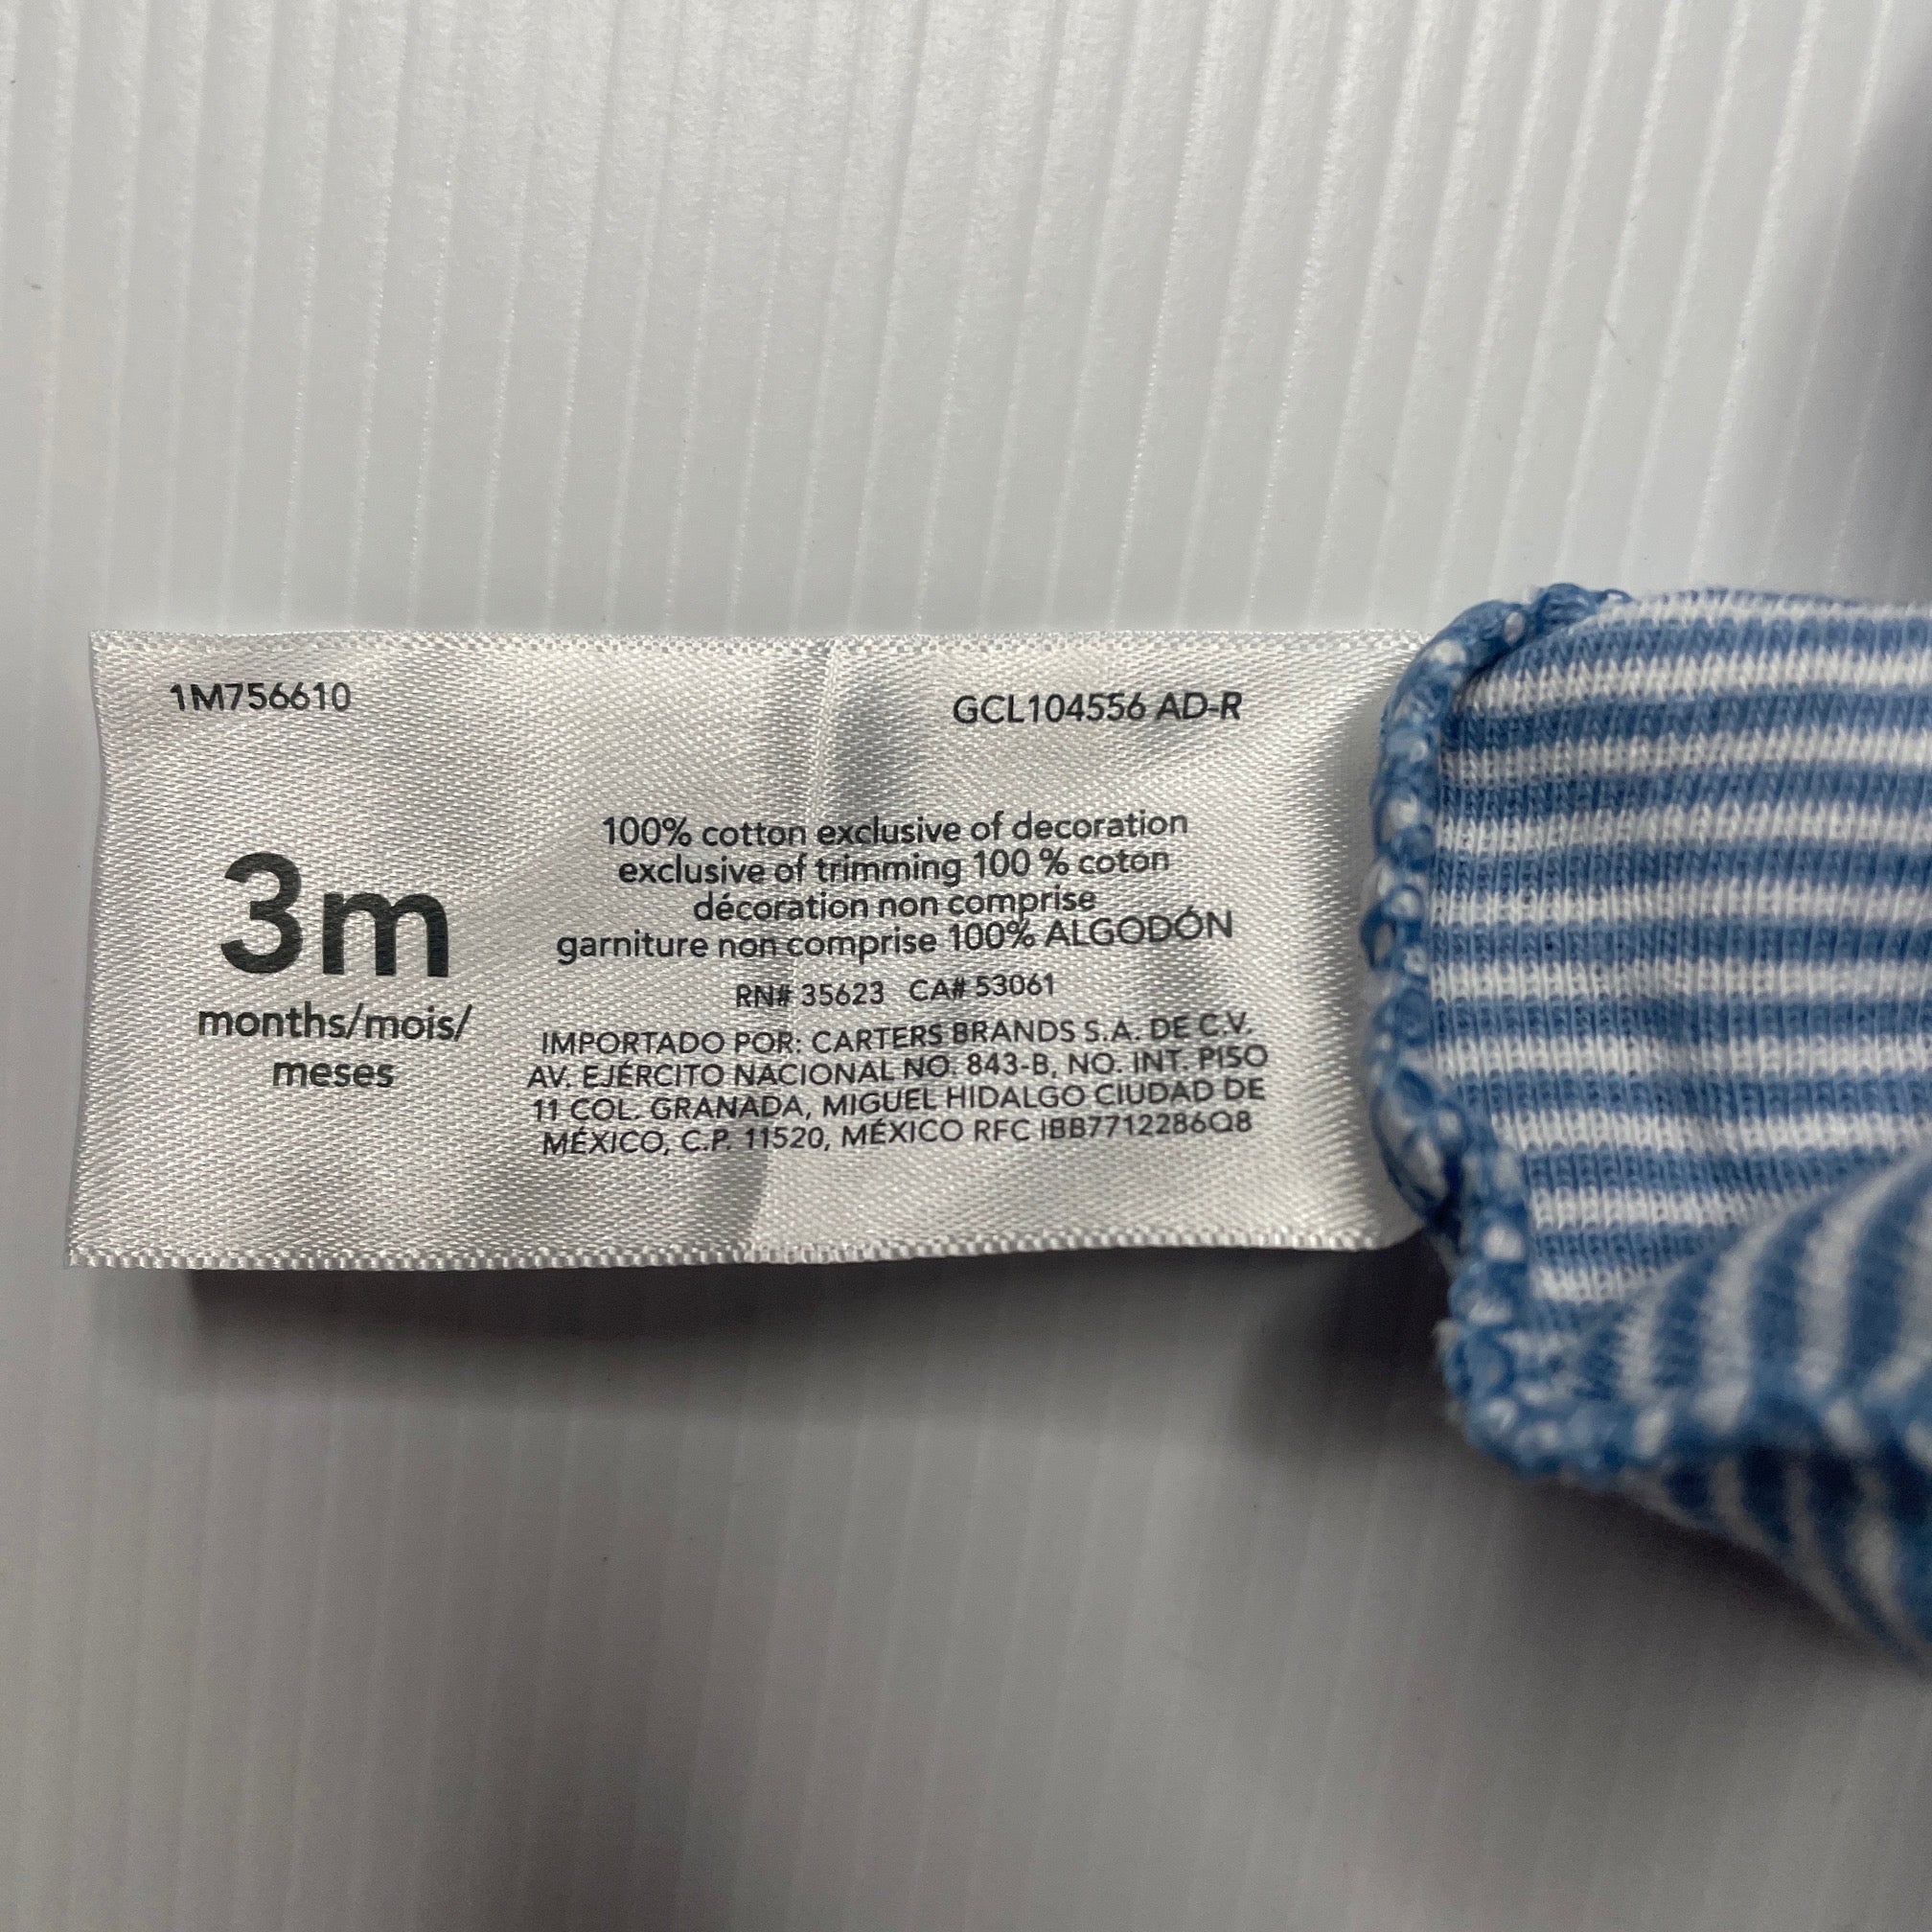 1M756610
GCL104556 AD-R
3m
months/mois/
meses
100% cotton exclusive of decoration
exclusive of trimming 100 % coton
décoration non comprise
garniture non comprise 100% ALGODÓN
RN# 35623 CA# 53061
IMPORTADO POR: CARTERS BRANDS S.A. DE C.V.
AV. EJÉRCITO NACIONAL NO. 843-B, NO. INT. PISO
11 COL. GRANADA, MIGUEL HIDALGO CIUDAD DE
MÉXICO, C.P. 11520, MÉXICO RFC IBB7712286Q8